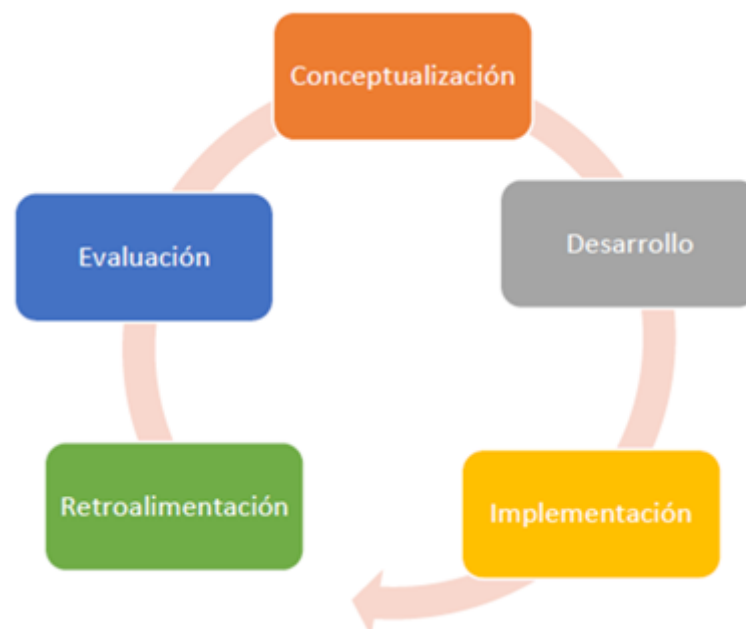 Conceptualización
Desarrollo
Implementación
Retroalimentación
Evaluación